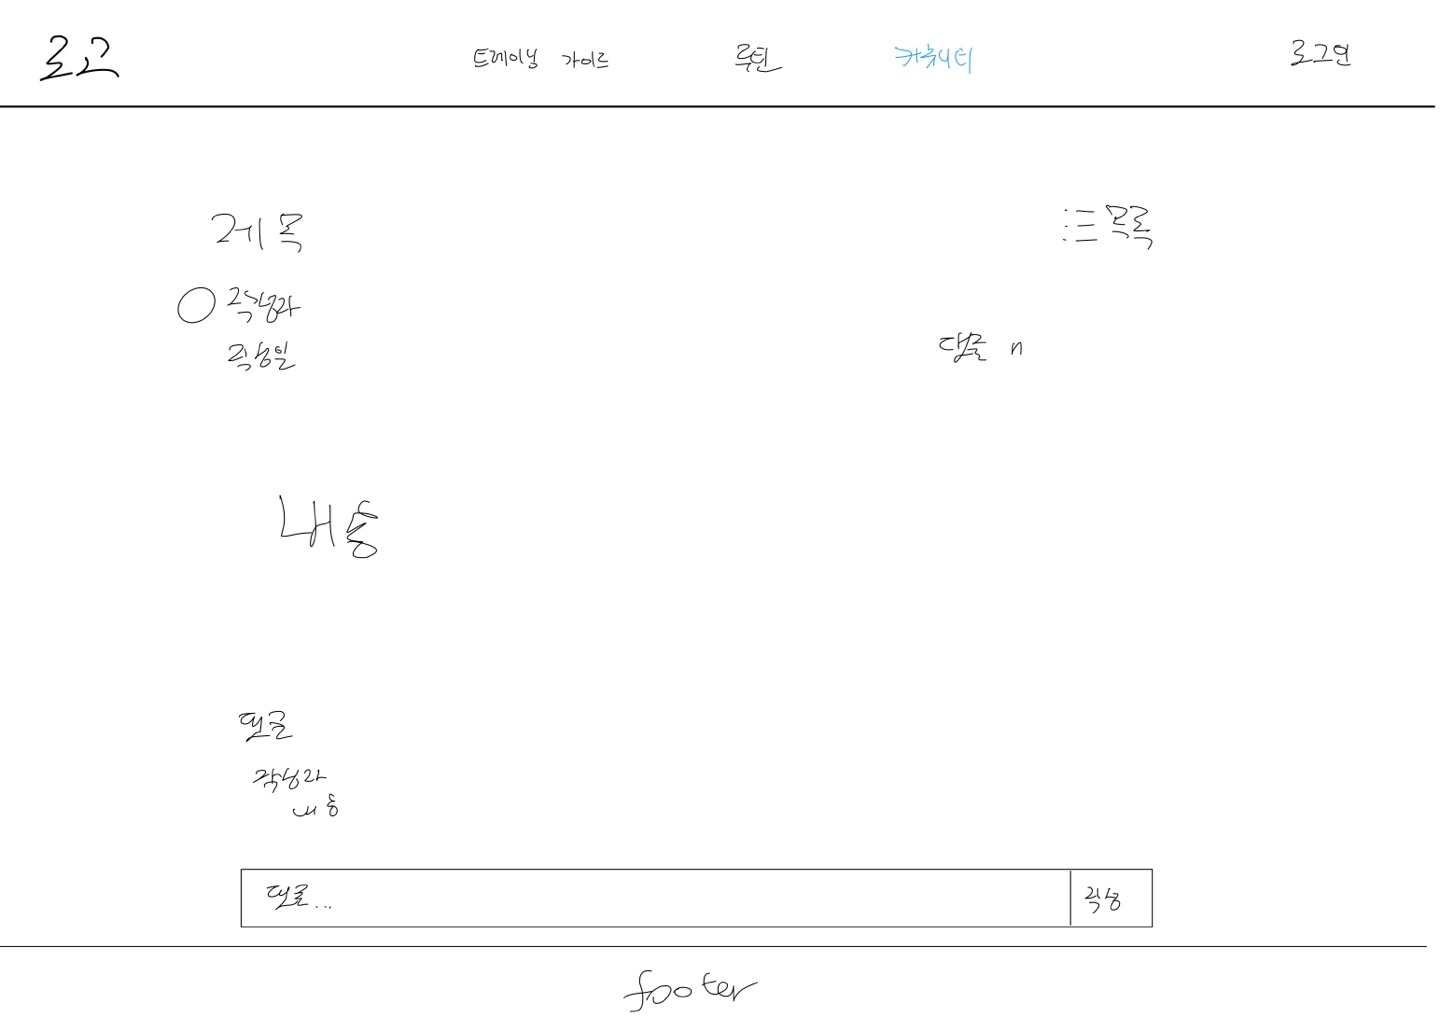 로고 트레이닝 가이드 루틴 커뮤니티 로그인
제목 목록
작성자
작성일 댓글 n
내용
댓글
작성자
내용
댓글... 작성
footer